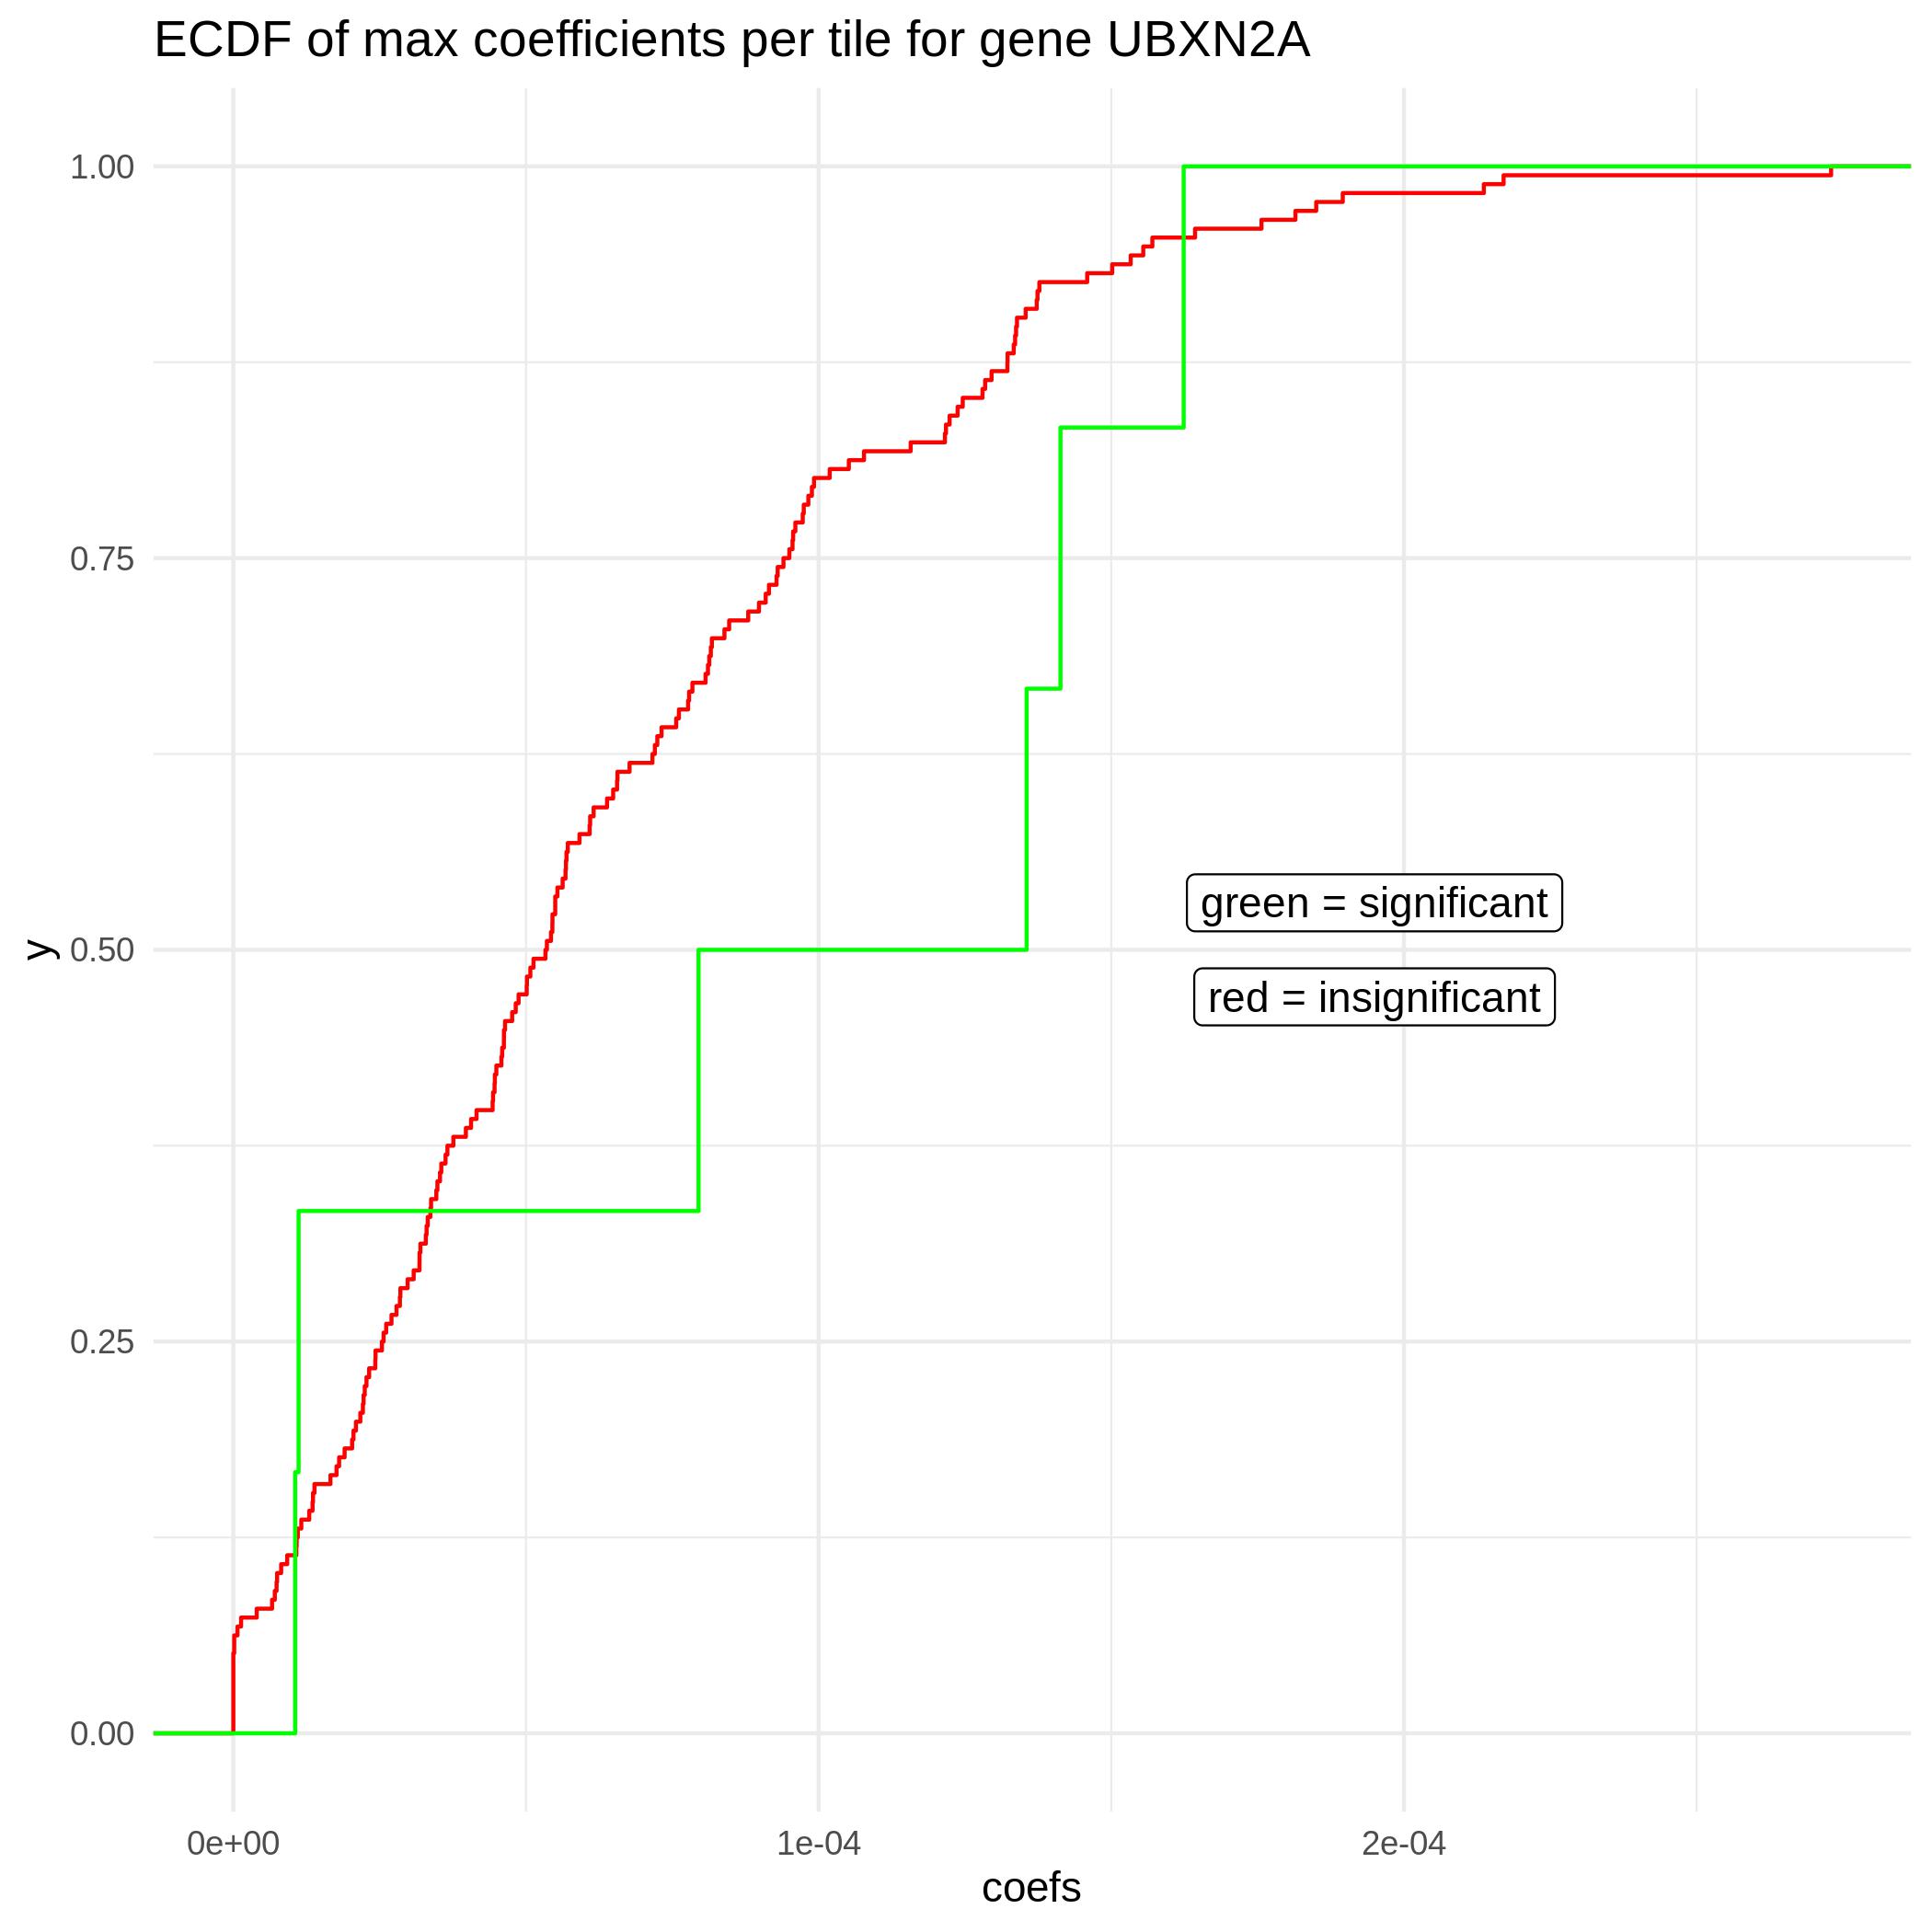 ECDF of max coefficients per tile for gene UBXN2A
1.00
0.75
0.50
0.25
0.00
y
green = significant
red = insignificant
0e+00
1e-04
2e-04
coefs